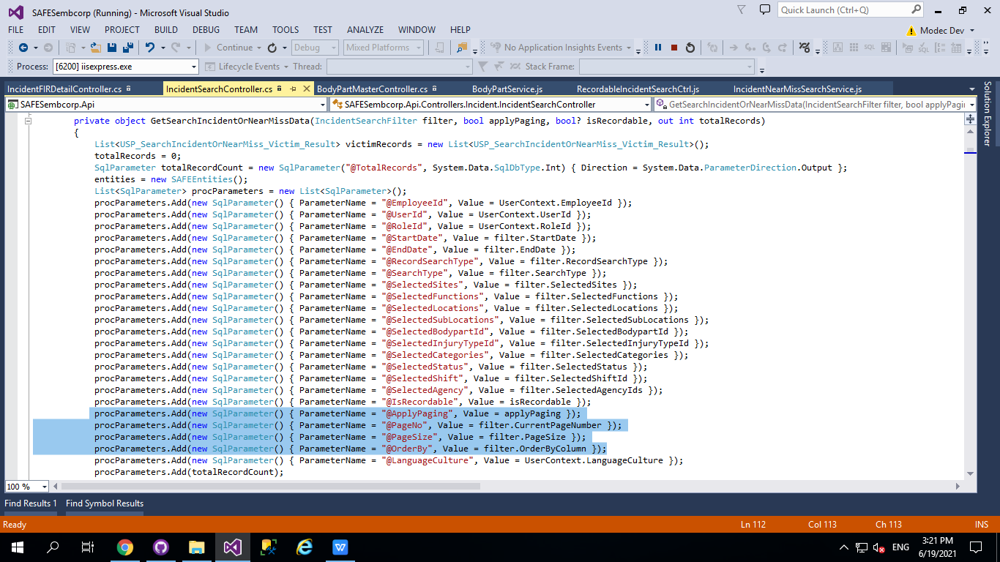 SAFESembcorp (Running) - Microsoft Visual Studio
Quick Launch (Ctrl+Q)
FILE EDIT VIEW PROJECT BUILD DEBUG TEAM TOOLS TEST ANALYZE WINDOW HELP
Modec Dev
Continue Debug Mixed Platforms No Application Insights Events
Process: [6200] iisexpress.exe Lifecycle Events Thread: Stack Frame:
IncidentFIRDetailController.cs IncidentSearchController.cs BodyPartMasterController.cs BodyPartService.js RecordableIncidentSearchCtrl.js IncidentNearMissSearchService.js
Solution Explorer
SAFESembcorp.Api SAFESembcorp.Api.Controllers.Incident.IncidentSearchController GetSearchIncidentOrNearMissData(IncidentSearchFilter filter, bool applyPagin
private object GetSearchIncidentOrNearMissData(IncidentSearchFilter filter, bool applyPaging, bool? isRecordable, out int totalRecords)
{
List<USP_SearchIncidentOrNearMiss_Victim_Result> victimRecords = new List<USP_SearchIncidentOrNearMiss_Victim_Result>();
totalRecords = 0;
SqlParameter totalRecordCount = new SqlParameter("@TotalRecords", System.Data.SqlDbType.Int) { Direction = System.Data.ParameterDirection.Output };
entities = new SAFEEntities();
List<SqlParameter> procParameters = new List<SqlParameter>();
procParameters.Add(new SqlParameter() { ParameterName = "@EmployeeId", Value = UserContext.EmployeeId });
procParameters.Add(new SqlParameter() { ParameterName = "@UserId", Value = UserContext.UserId });
procParameters.Add(new SqlParameter() { ParameterName = "@RoleId", Value = UserContext.RoleId });
procParameters.Add(new SqlParameter() { ParameterName = "@StartDate", Value = filter.StartDate });
procParameters.Add(new SqlParameter() { ParameterName = "@EndDate", Value = filter.EndDate });
procParameters.Add(new SqlParameter() { ParameterName = "@RecordSearchType", Value = filter.RecordSearchType });
procParameters.Add(new SqlParameter() { ParameterName = "@SearchType", Value = filter.SearchType });
procParameters.Add(new SqlParameter() { ParameterName = "@SelectedSites", Value = filter.SelectedSites });
procParameters.Add(new SqlParameter() { ParameterName = "@SelectedFunctions", Value = filter.SelectedFunctions });
procParameters.Add(new SqlParameter() { ParameterName = "@SelectedLocations", Value = filter.SelectedLocations });
procParameters.Add(new SqlParameter() { ParameterName = "@SelectedSubLocations", Value = filter.SelectedSubLocations });
procParameters.Add(new SqlParameter() { ParameterName = "@SelectedBodypartId", Value = filter.SelectedBodypartId });
procParameters.Add(new SqlParameter() { ParameterName = "@SelectedInjuryTypeId", Value = filter.SelectedInjuryTypeId });
procParameters.Add(new SqlParameter() { ParameterName = "@SelectedCategories", Value = filter.SelectedCategories });
procParameters.Add(new SqlParameter() { ParameterName = "@SelectedStatus", Value = filter.SelectedStatus });
procParameters.Add(new SqlParameter() { ParameterName = "@SelectedShift", Value = filter.SelectedShiftId });
procParameters.Add(new SqlParameter() { ParameterName = "@SelectedAgency", Value = filter.SelectedAgencyIds });
procParameters.Add(new SqlParameter() { ParameterName = "@IsRecordable", Value = isRecordable });
procParameters.Add(new SqlParameter() { ParameterName = "@ApplyPaging", Value = applyPaging });
procParameters.Add(new SqlParameter() { ParameterName = "@PageNo", Value = filter.CurrentPageNumber });
procParameters.Add(new SqlParameter() { ParameterName = "@PageSize", Value = filter.PageSize });
procParameters.Add(new SqlParameter() { ParameterName = "@OrderBy", Value = filter.OrderByColumn });
procParameters.Add(new SqlParameter() { ParameterName = "@LanguageCulture", Value = UserContext.LanguageCulture });
procParameters.Add(totalRecordCount);
100 %
Find Results 1 Find Symbol Results
Ready Ln 112 Col 113 Ch 113 INS
ENG 3:21 PM
6/19/2021